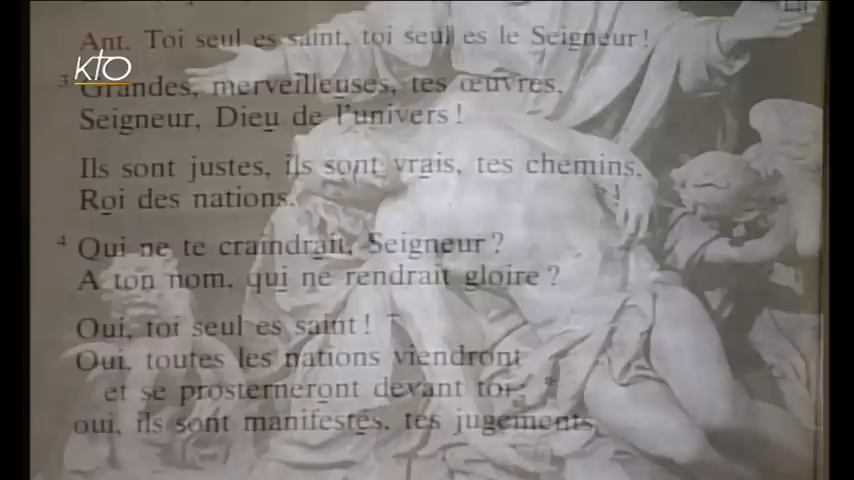 Ant. Toi seul es saint, toi seul es le Seigneur !
kto
3 Grandes, merveilleuses, tes œuvres,
Seigneur, Dieu de l'univers !
Ils sont justes, ils sont vrais, tes chemins,
Roi des nations. * !
4 Qui ne te craindrait, Seigneur ?
A ton nom, qui ne rendrait gloire ?
Oui, toi seul es saint ! †
Oui, toutes les nations viendront
et se prosterneront devant toi ; *
oui, ils sont manifestés, tes jugements.